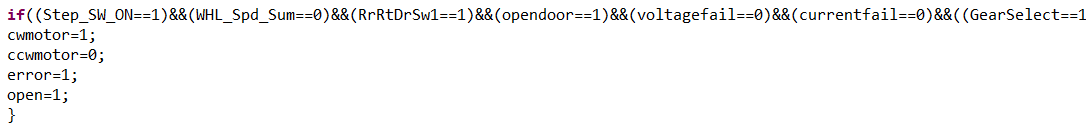 if((Step_SW_ON==1)&&(WHL_Spd_Sum==0)&&(RrRtDrSw1==1)&&(opendoor==1)&&(voltagefail==0)&&(currentfail==0)&&((GearSelect==1
cwmotor=1;
ccwmotor=0;
error=1;
open=1;
}